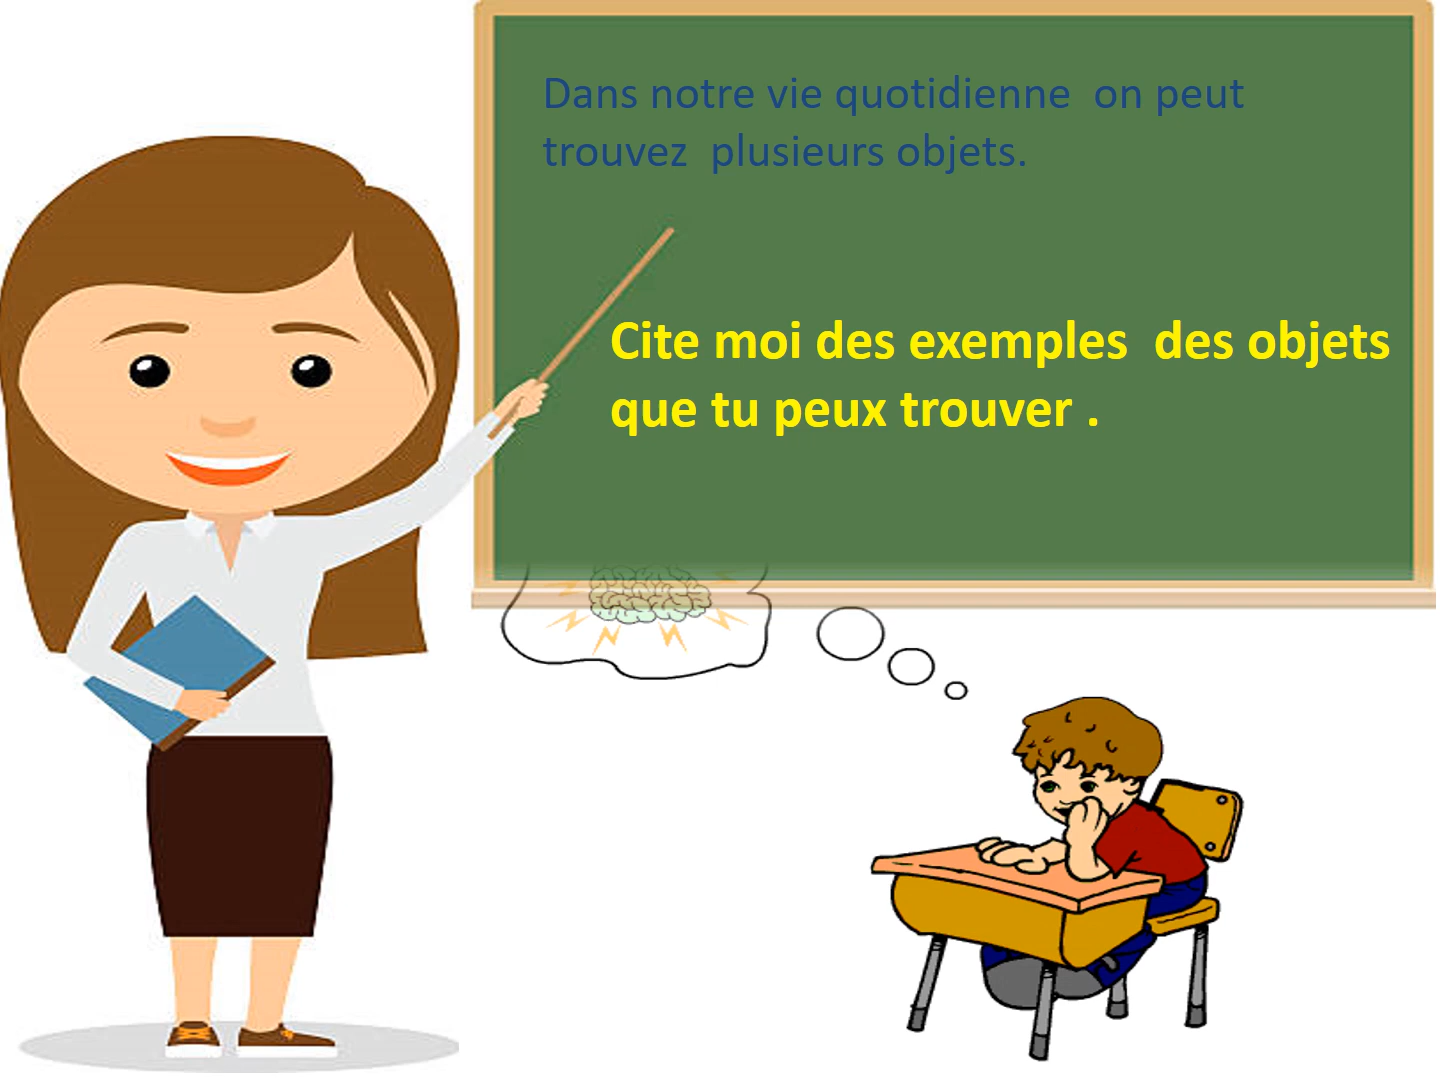 Dans notre vie quotidienne on peut
trouvez plusieurs objets.
Cite moi des exemples des objets
que tu peux trouver .